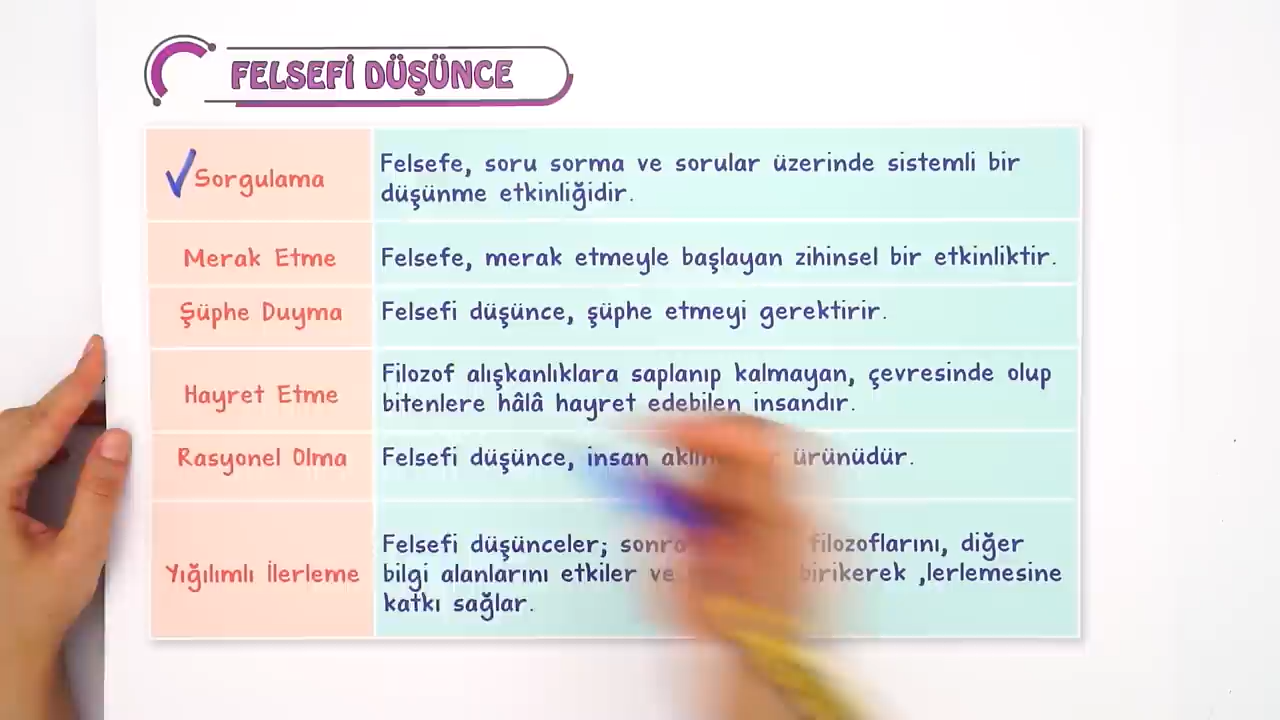 FELSEFİ DÜŞÜNCE
Sorgulama
Felsefe, soru sorma ve sorular üzerinde sistemli bir
düşünme etkinliğidir.
Merak Etme
Felsefe, merak etmeyle başlayan zihinsel bir etkinliktir.
Şüphe Duyma
Felsefi düşünce, şüphe etmeyi gerektirir.
Hayret Etme
Filozof alışkanlıklara saplanıp kalmayan, çevresinde olup
bitenlere hâlâ hayret edebilen insandır.
Rasyonel Olma
Felsefi düşünce, insan ürünüdür.
Yığılımlı İlerleme
Felsefi düşünceler; filozoflarını, diğer
bilgi alanlarını etkiler ve birikerek ,lerlemesine
katkı sağlar.